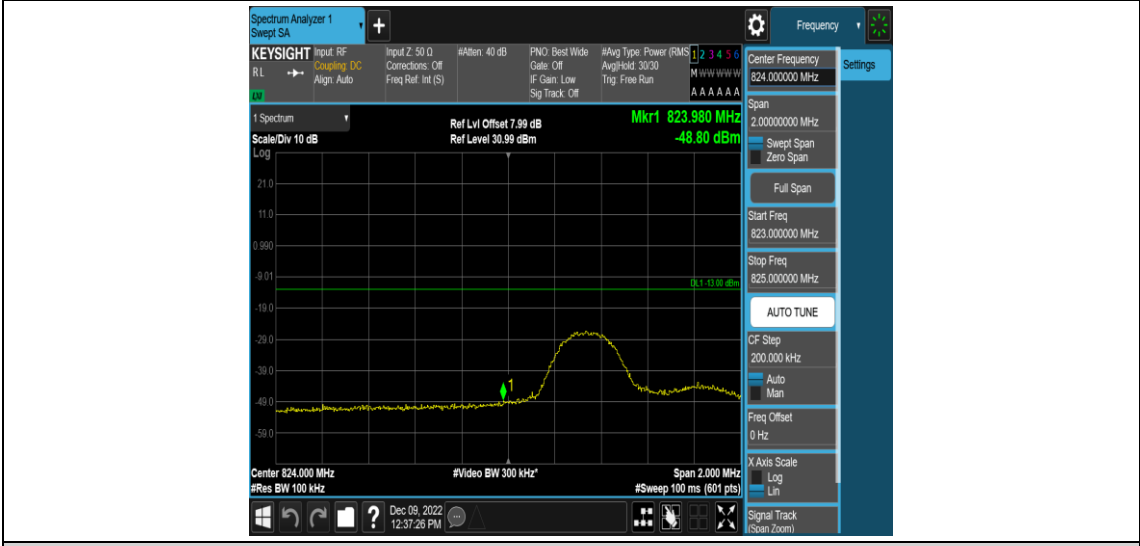 Spectrum Analyzer 1
Swept SA
+
Frequency
KEYSIGHT
RL
Input: RF
Coupling: DC
Align: Auto
Input Z: 50 Ω
Corrections: Off
Freq Ref: Int (S)
#Atten: 40 dB
PNO: Best Wide
Gate: Off
IF Gain: Low
Sig Track: Off
#Avg Type: Power (RMS
Avg|Hold: 30/30
Trig: Free Run
1 2 3 4 5 6
M W W W W W
A A A A A A
1 Spectrum
Scale/Div 10 dB
Log
Ref Lvl Offset 7.99 dB
Ref Level 30.99 dBm
Mkr1 823.980 MHz
-48.80 dBm
21.0
11.0
0.990
-9.01
DL1 -13.00 dBm
-19.0
-29.0
-39.0
1
-49.0
-59.0
Center 824.000 MHz
#Video BW 300 kHz*
Span 2.000 MHz
#Res BW 100 kHz
#Sweep 100 ms (601 pts)
?
Dec 09, 2022
12:37:26 PM
Center Frequency
824.000000 MHz
Settings
Span
2.00000000 MHz
Swept Span
Zero Span
Full Span
Start Freq
823.000000 MHz
Stop Freq
825.000000 MHz
AUTO TUNE
CF Step
200.000 kHz
Auto
Man
Freq Offset
0 Hz
X Axis Scale
Log
Lin
Signal Track
(Span Zoom)